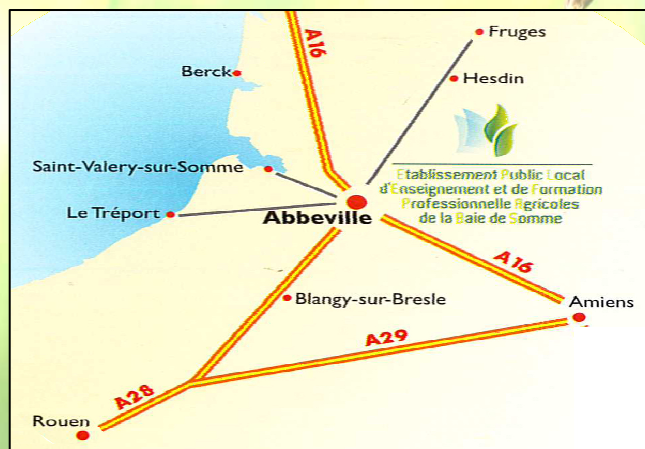 A16
Fruges
Berck
Hesdin
Saint-Valery-sur-Somme
Etablissement Public Local
d'Enseignement et de Formation
Professionnelle Agricoles
de la Baie de Somme
Le Tréport
Abbeville
A16
Blangy-sur-Bresle
Amiens
A29
A28
Rouen